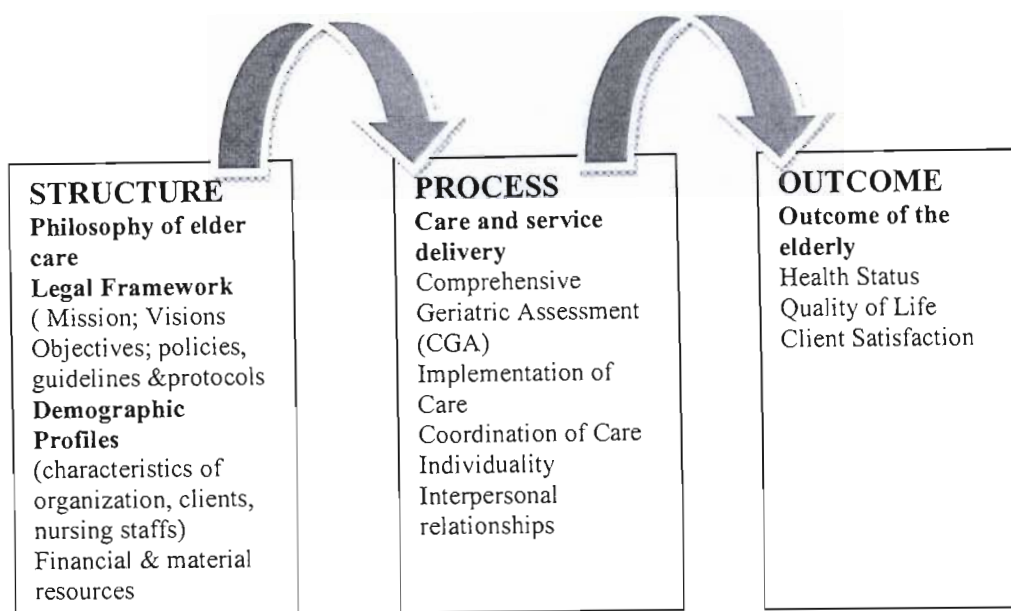 STRUCTURE
Philosophy of elder
care
Legal Framework
( Mission; Visions
Objectives; policies,
guidelines &protocols
Demographic
Profiles
(characteristics of
organization, clients,
nursing staffs)
Financial & material
resources
PROCESS
Care and service
delivery
Comprehensive
Geriatric Assessment
(CGA)
Implementation of
Care
Coordination of Care
Individuality
Interpersonal
relationships
OUTCOME
Outcome of the
elderly
Health Status
Quality of Life
Client Satisfaction